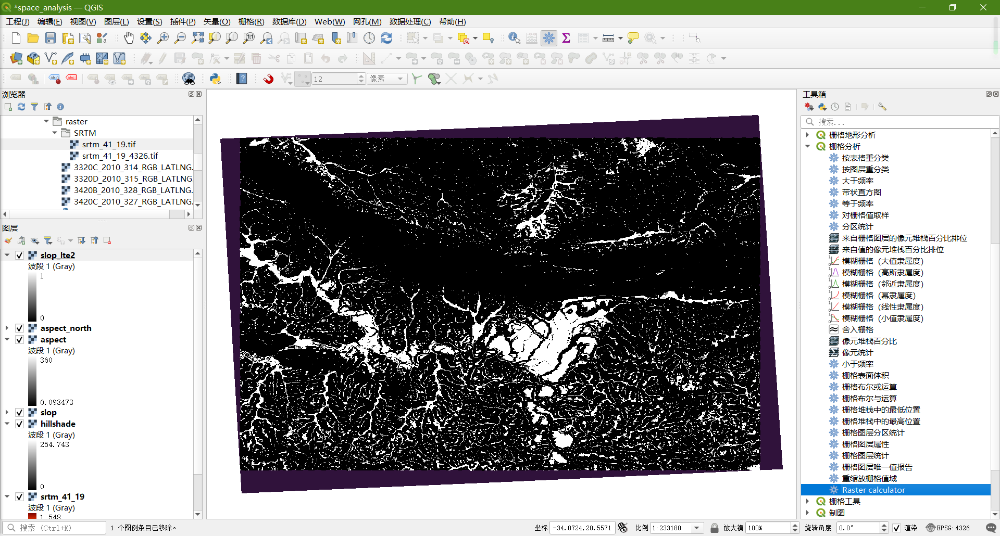 *space_analysis — QGIS
工程(J) 编辑(E) 视图(V) 图层(L) 设置(S) 插件(P) 矢量(O) 栅格(R) 数据库(D) Web(W) 网孔(M) 数据处理(C) 帮助(H)
12 像素
浏览器
raster
SRTM
srtm_41_19.tif
srtm_41_19_4326.tif
3320C_2010_314_RGB_LATLNG.
3320D_2010_315_RGB_LATLNG.
3420B_2010_328_RGB_LATLNG.
3420C_2010_327_RGB_LATLNG.
图层
slop_lte2
波段 1 (Gray)
1
0
aspect_north
aspect
波段 1 (Gray)
360
0.093473
slop
hillshade
波段 1 (Gray)
254.743
0
srtm_41_19
波段 1 (Gray)
1,548
工具箱
搜索...
栅格地形分析
栅格分析
按表格重分类
按图层重分类
大于频率
带状直方图
等于频率
对栅格值取样
分区统计
来自栅格图层的像元堆栈百分比排位
来自值的像元堆栈百分比排位
模糊栅格（大值隶属度）
模糊栅格（高斯隶属度）
模糊栅格（邻近隶属度）
模糊栅格（幂隶属度）
模糊栅格（线性隶属度）
模糊栅格（小值隶属度）
舍入栅格
像元堆栈百分比
像元统计
小于频率
栅格表面体积
栅格布尔或运算
栅格布尔与运算
栅格堆栈中的最低位置
栅格堆栈中的最高位置
栅格图层分区统计
栅格图层属性
栅格图层统计
栅格图层唯一值报告
重缩放栅格值域
Raster calculator
栅格工具
制图
搜索 (Ctrl+K) 1 个图例条目已移除。 坐标 -34.0724,20.5571 比例 1:233180 放大镜 100% 旋转角度 0.0° 渲染 EPSG:4326